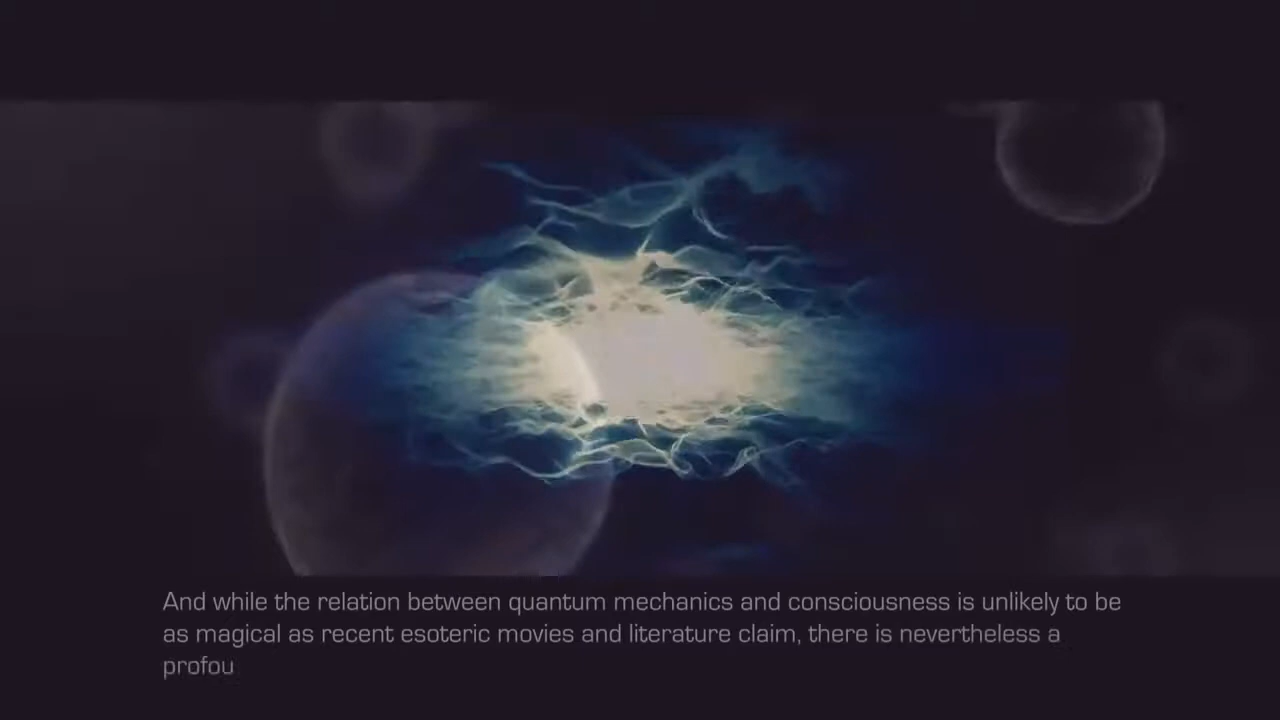 And while the relation between quantum mechanics and consciousness is unlikely to be
as magical as recent esoteric movies and literature claim, there is nevertheless a
profou